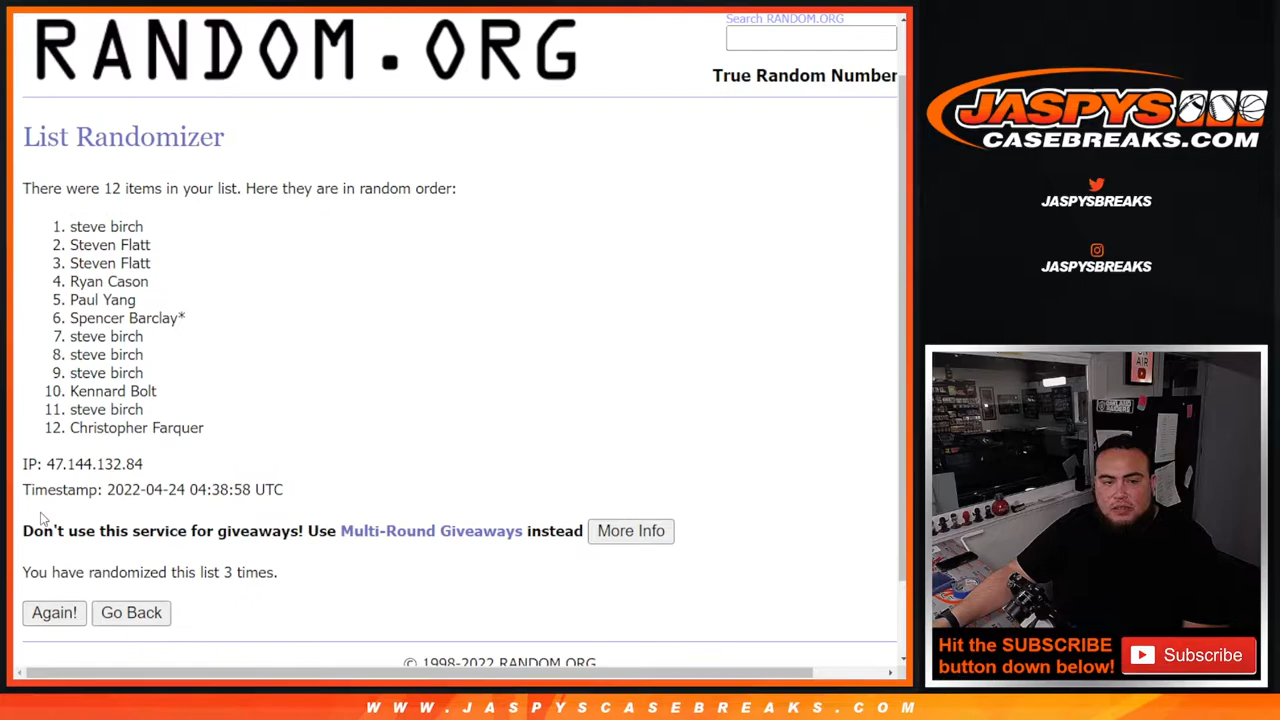 RANDOM.ORG
Search RANDOM.ORG
True Random Number
List Randomizer
There were 12 items in your list. Here they are in random order:
1. steve birch
2. Steven Flatt
3. Steven Flatt
4. Ryan Cason
5. Paul Yang
6. Spencer Barclay*
7. steve birch
8. steve birch
9. steve birch
10. Kennard Bolt
11. steve birch
12. Christopher Farquer
IP: 47.144.132.84
Timestamp: 2022-04-24 04:38:58 UTC
Don't use this service for giveaways! Use Multi-Round Giveaways instead More Info
You have randomized this list 3 times.
Again! Go Back
© 1998-2022 RANDOM.ORG
JASPYS
CASEBREAKS.COM
JASPYSBREAKS
JASPYSBREAKS
ON
AIR
Hit the SUBSCRIBE
button down below!
Subscribe
WWW.JASPYSCASEBREAKS.COM